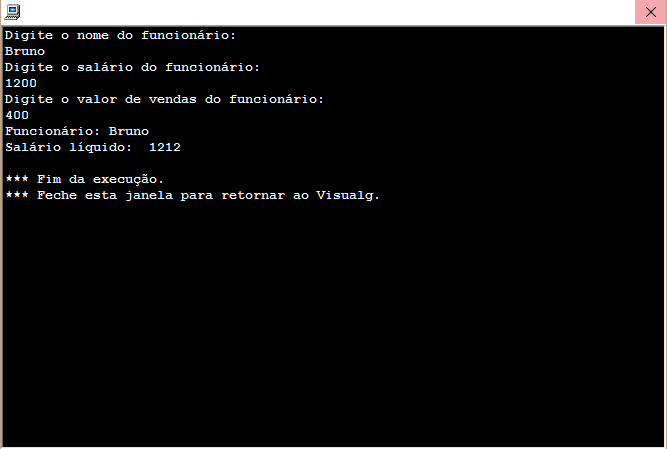 Digite o nome do funcionário:
Bruno
Digite o salário do funcionário:
1200
Digite o valor de vendas do funcionário:
400
Funcionário: Bruno
Salário líquido:  1212
*** Fim da execução.
*** Feche esta janela para retornar ao Visualg.